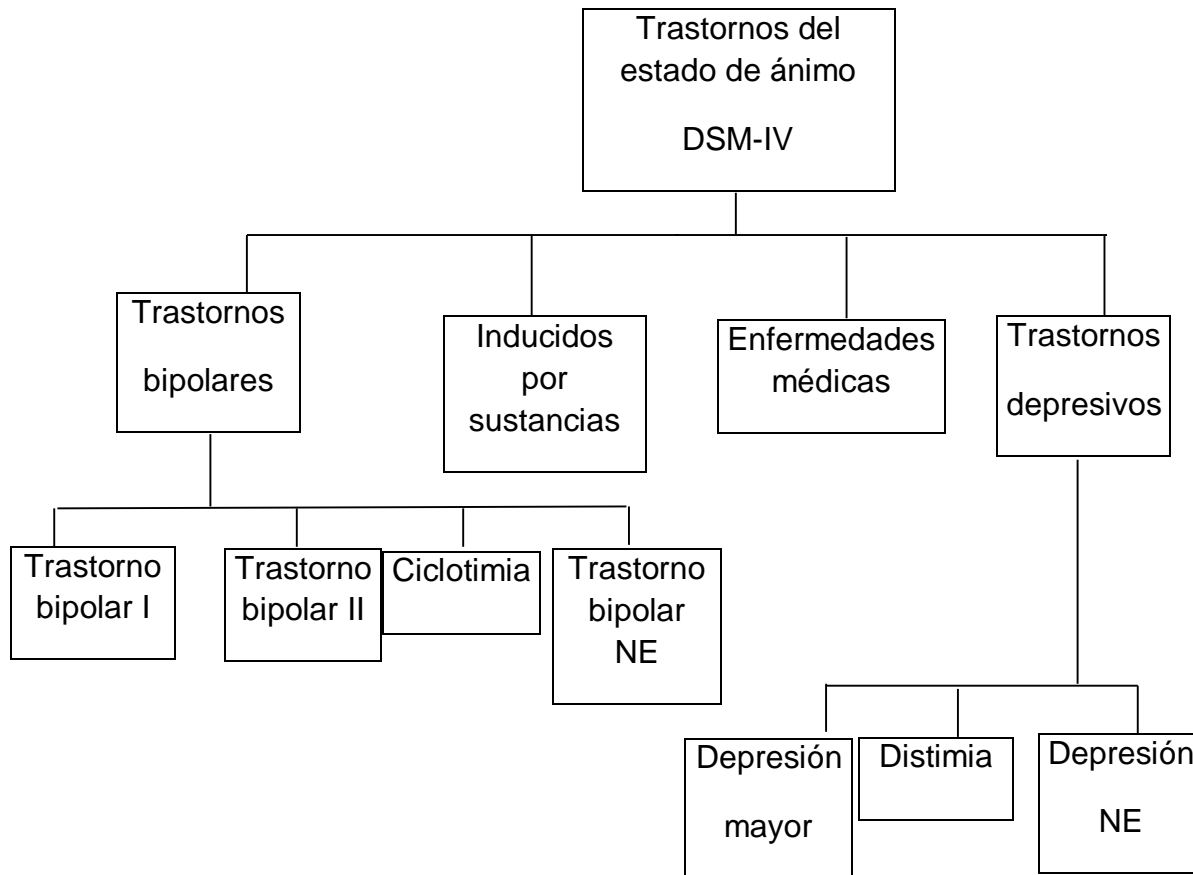 Trastornos del
estado de ánimo
DSM-IV
Trastornos
bipolares
Inducidos
por
sustancias
Enfermedades
médicas
Trastornos
depresivos
Trastorno
bipolar I
Trastorno
bipolar II
Ciclotimia
Trastorno
bipolar
NE
Depresión
mayor
Distimia
Depresión
NE